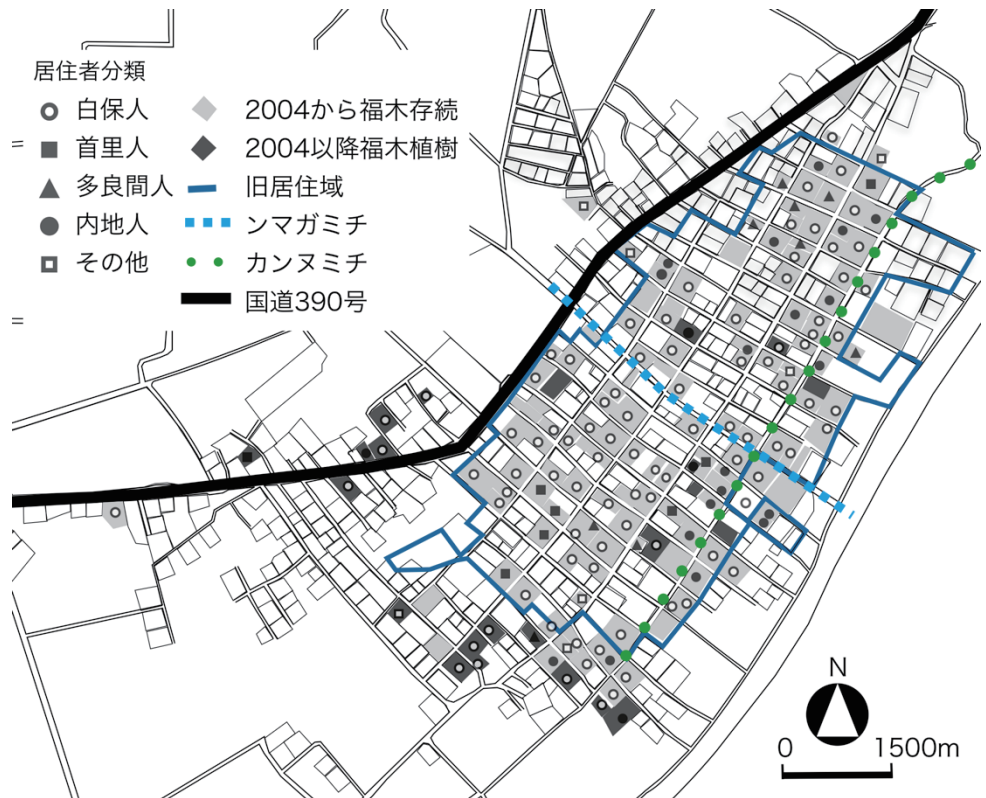 居住者分類
白保人
首里人
多良間人
内地人
その他
2004から福木存続
2004以降福木植樹
旧居住域
ンマガミチ
カンヌミチ
国道390号
N
0 1500m